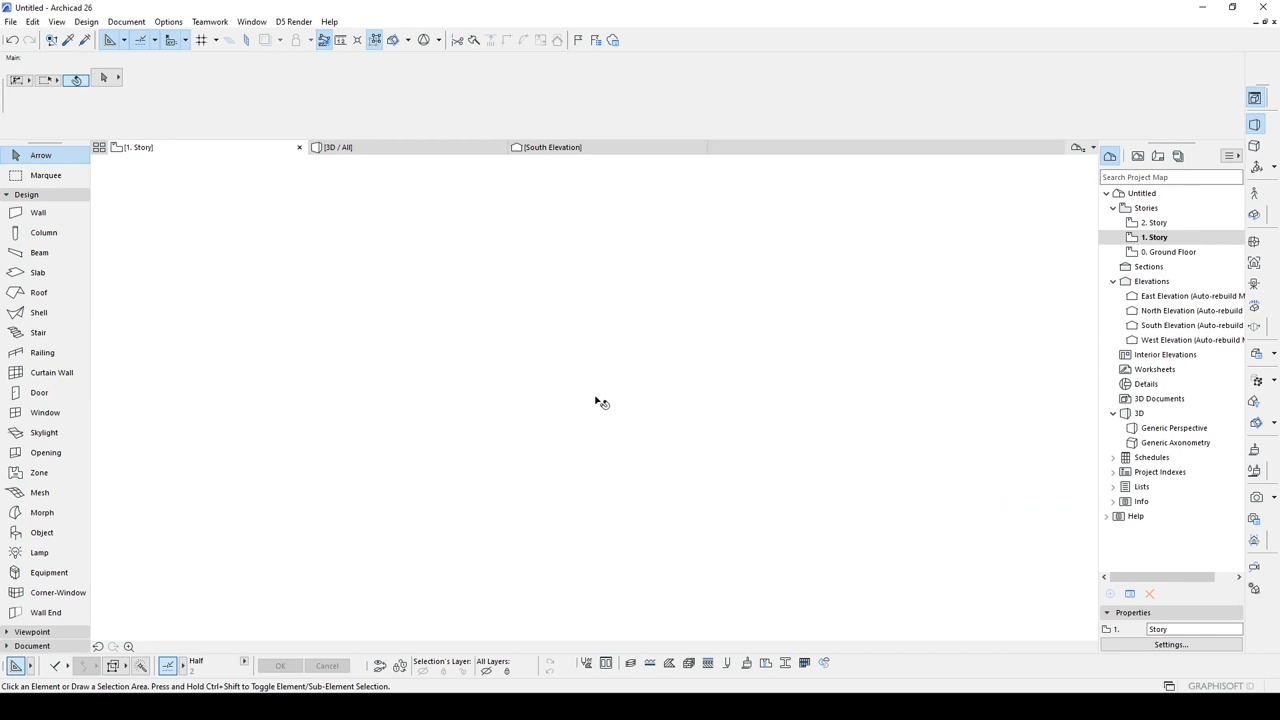 Untitled - Archicad 26
File Edit View Design Document Options Teamwork Window D5 Render Help
Main:
[1. Story]
[3D / All]
[South Elevation]
Arrow
Marquee
Design
Wall
Column
Beam
Slab
Roof
Shell
Stair
Railing
Curtain Wall
Door
Window
Skylight
Opening
Zone
Mesh
Morph
Object
Lamp
Equipment
Corner-Window
Wall End
Viewpoint
Document
Search Project Map
Untitled
Stories
2. Story
1. Story
0. Ground Floor
Sections
Elevations
East Elevation (Auto-rebuild M
North Elevation (Auto-rebuild
South Elevation (Auto-rebuild
West Elevation (Auto-rebuild M
Interior Elevations
Worksheets
Details
3D Documents
3D
Generic Perspective
Generic Axonometry
Schedules
Project Indexes
Lists
Info
Help
Properties
1. Story
Settings...
Half
2
OK Cancel
Selection's Layer:
All Layers:
Click an Element or Draw a Selection Area. Press and Hold Ctrl+Shift to Toggle Element/Sub-Element Selection.
GRAPHISOFT ID